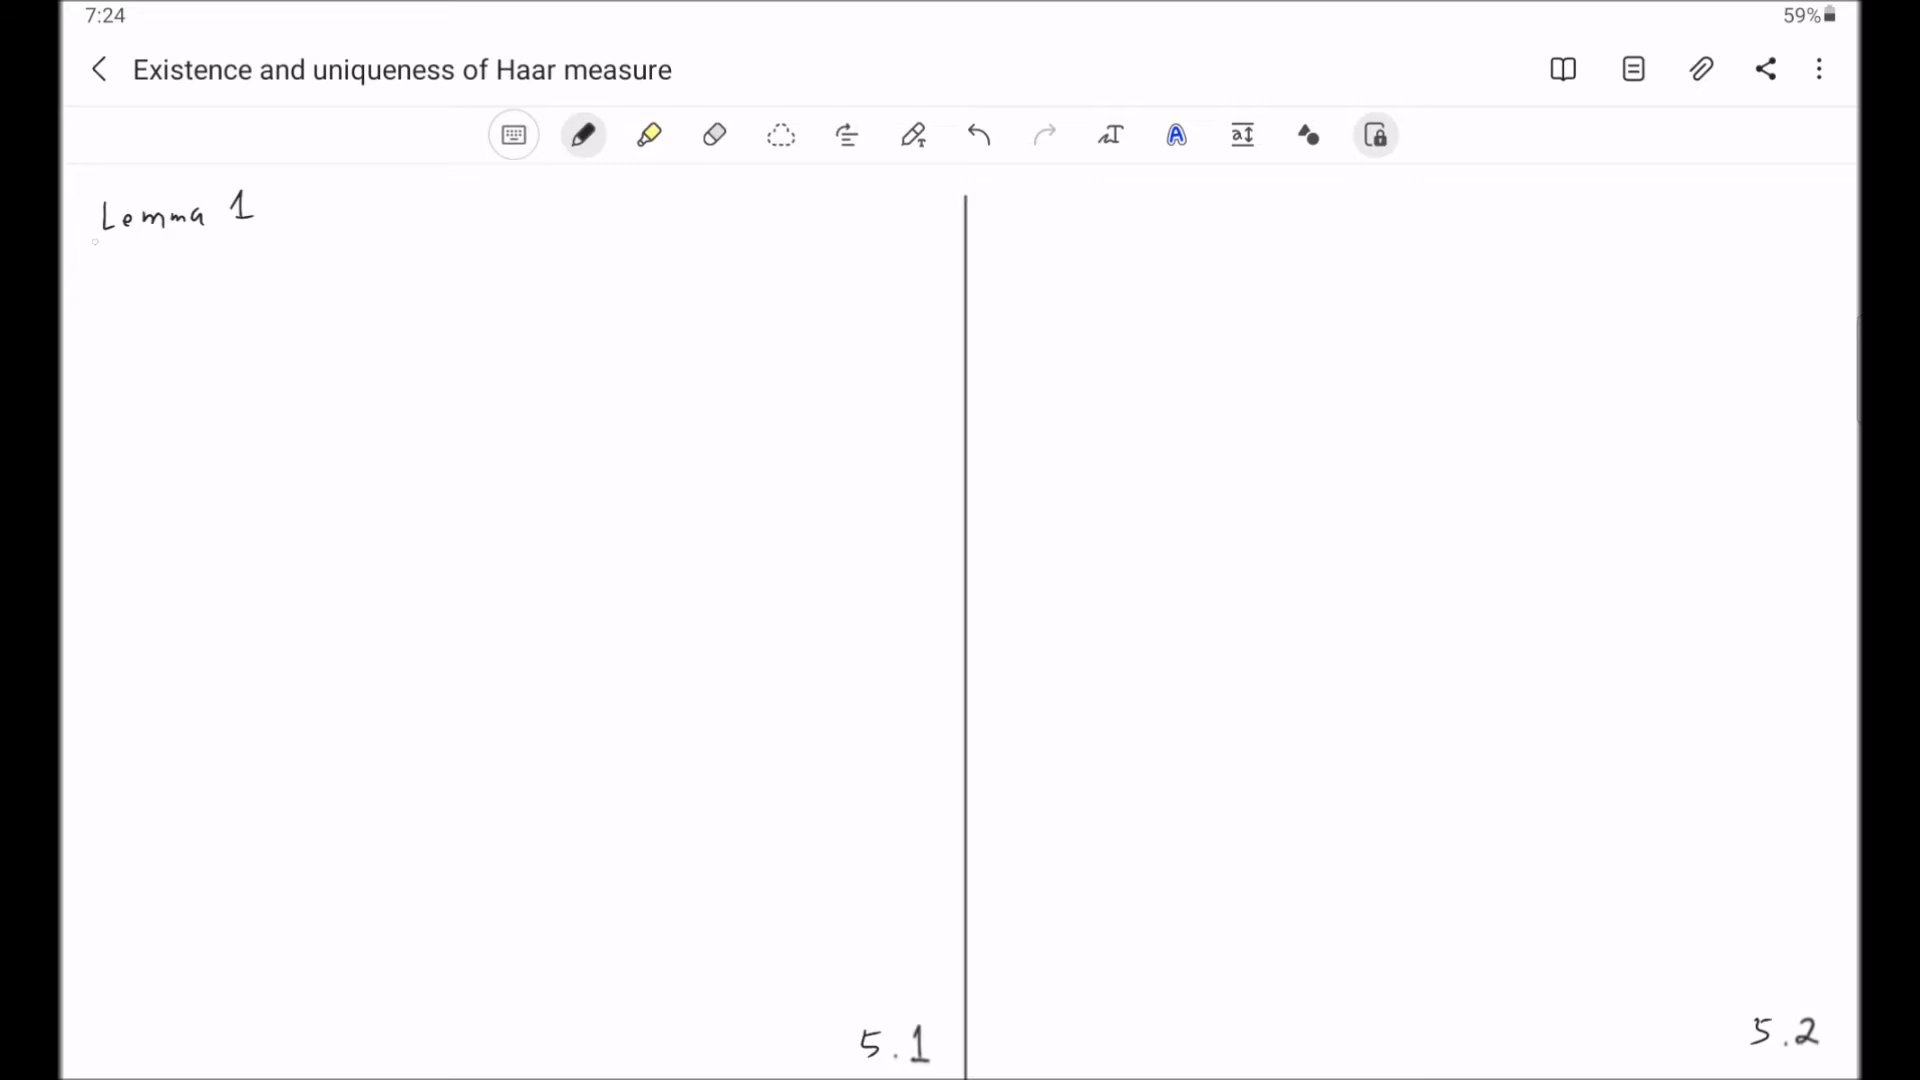 7:24
59%
Existence and uniqueness of Haar measure
Lemma 1
5.1
5.2